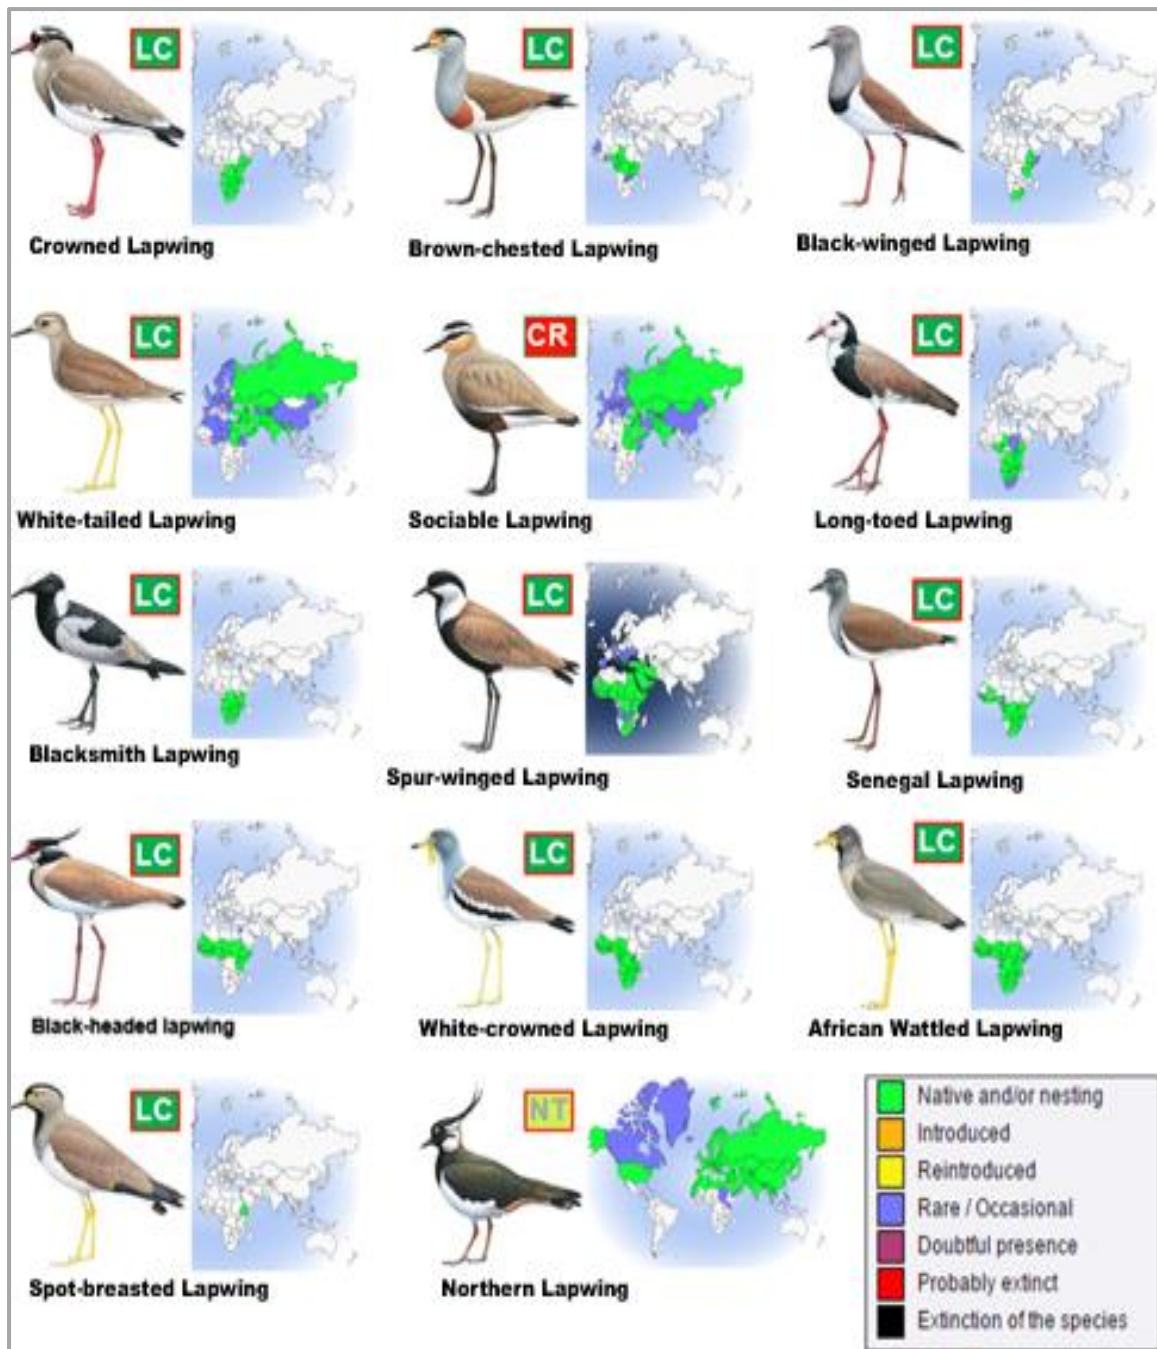 LC
LC
LC
Crowned Lapwing
Brown-chested Lapwing
Black-winged Lapwing
LC
CR
LC
White-tailed Lapwing
Sociable Lapwing
Long-toed Lapwing
LC
LC
LC
Blacksmith Lapwing
Spur-winged Lapwing
Senegal Lapwing
LC
LC
LC
Black-headed lapwing
White-crowned Lapwing
African Wattled Lapwing
LC
NT
Spot-breasted Lapwing
Northern Lapwing
Native and/or nesting
Introduced
Reintroduced
Rare / Occasional
Doubtful presence
Probably extinct
Extinction of the species